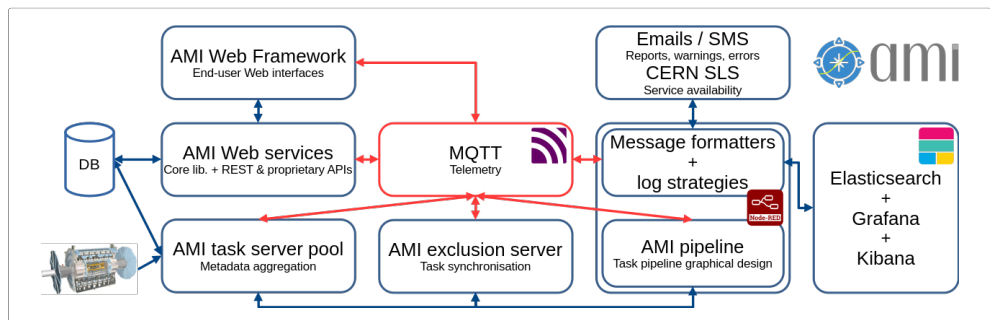 AMI Web Framework
End-user Web interfaces
Emails / SMS
Reports, warnings, errors
CERN SLS
Service availability
ami
DB
AMI Web services
Core lib. + REST & proprietary APIs
MQTT
Telemetry
Message formatters
+
log strategies
Node-RED
Elasticsearch
+
Grafana
+
Kibana
AMI task server pool
Metadata aggregation
AMI exclusion server
Task synchronisation
AMI pipeline
Task pipeline graphical design